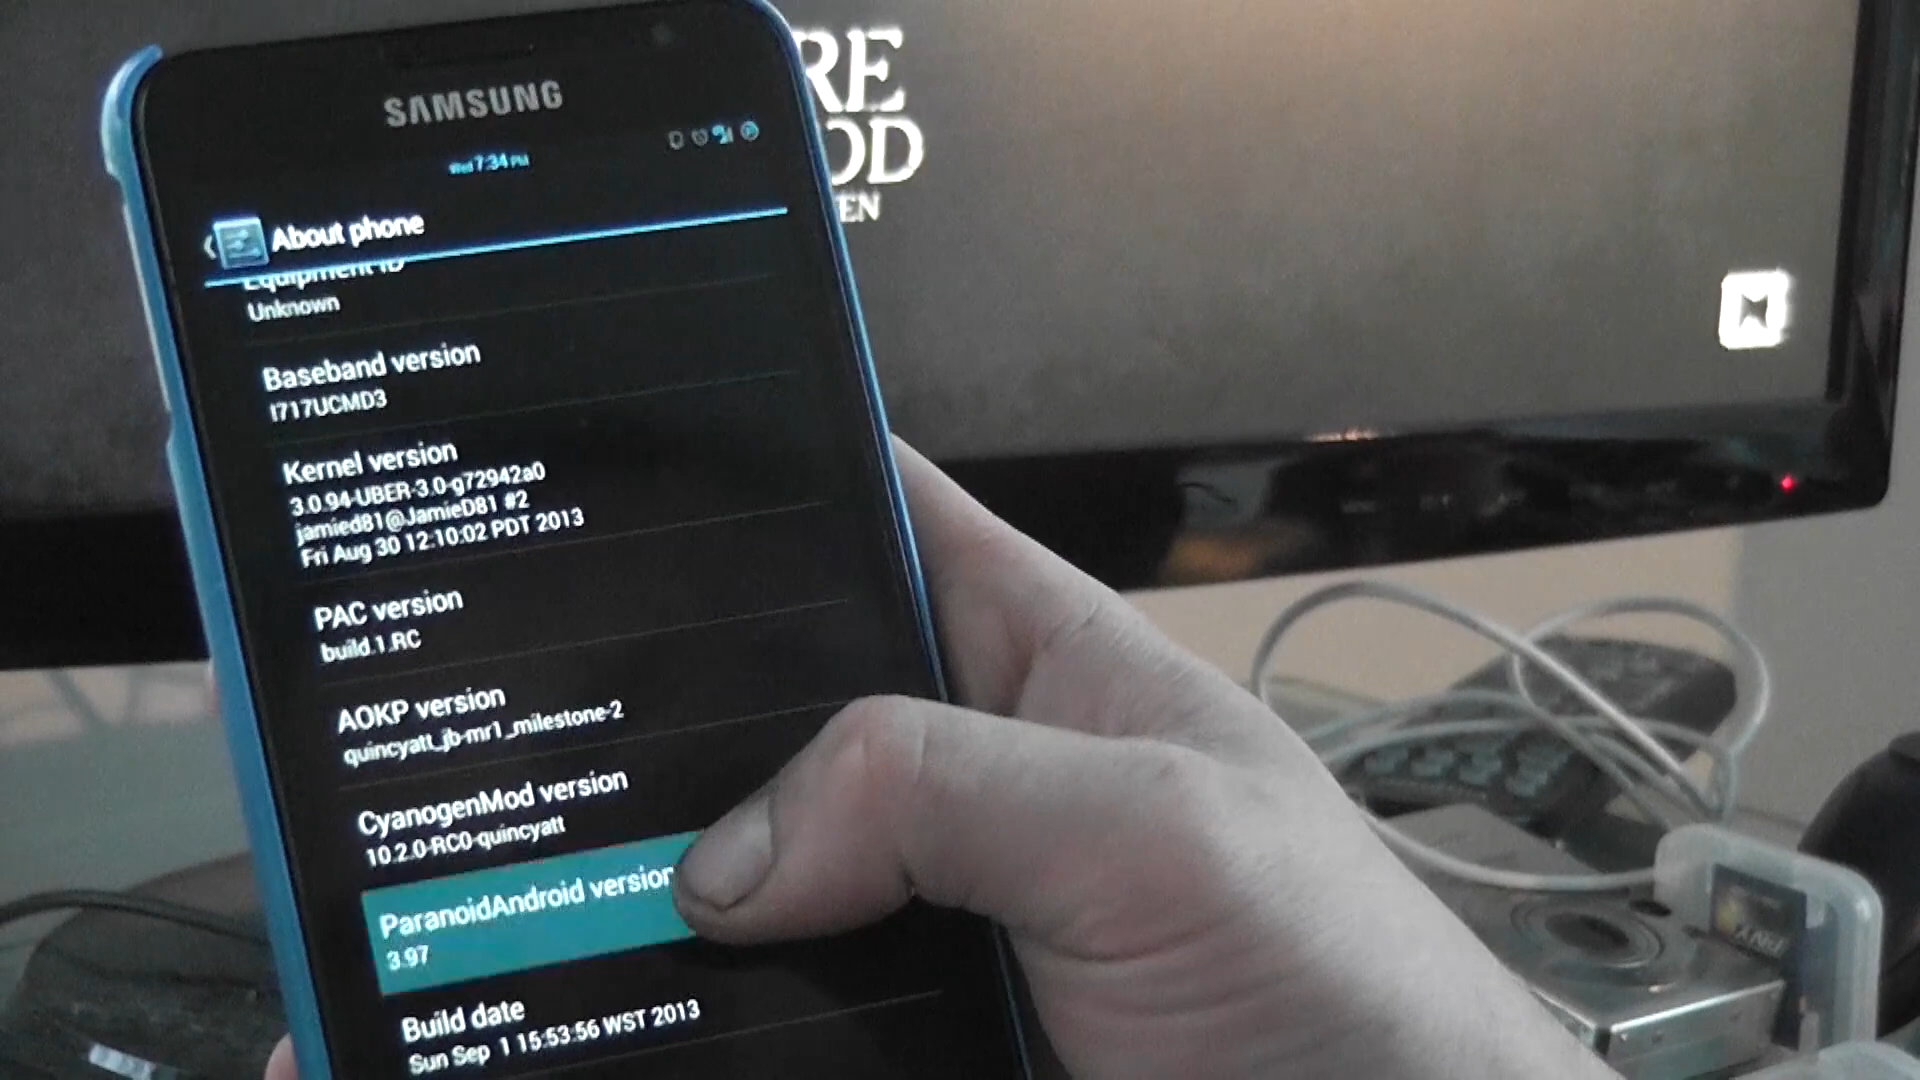 SAMSUNG
Wed 7:34 PM
About phone
Equipment ID
Unknown
Baseband version
I717UCMD3
Kernel version
3.0.94-UBER-3.0-g72942a0
jamied81@JamieD81 #2
Fri Aug 30 12:10:02 PDT 2013
PAC version
build.1.RC
AOKP version
quincyatt_jb-mr1_milestone-2
CyanogenMod version
10.2.0-RC0-quincyatt
ParanoidAndroid version
3.97
Build date
Sun Sep 1 15:53:56 WST 2013
RE
OD
EN
PNY